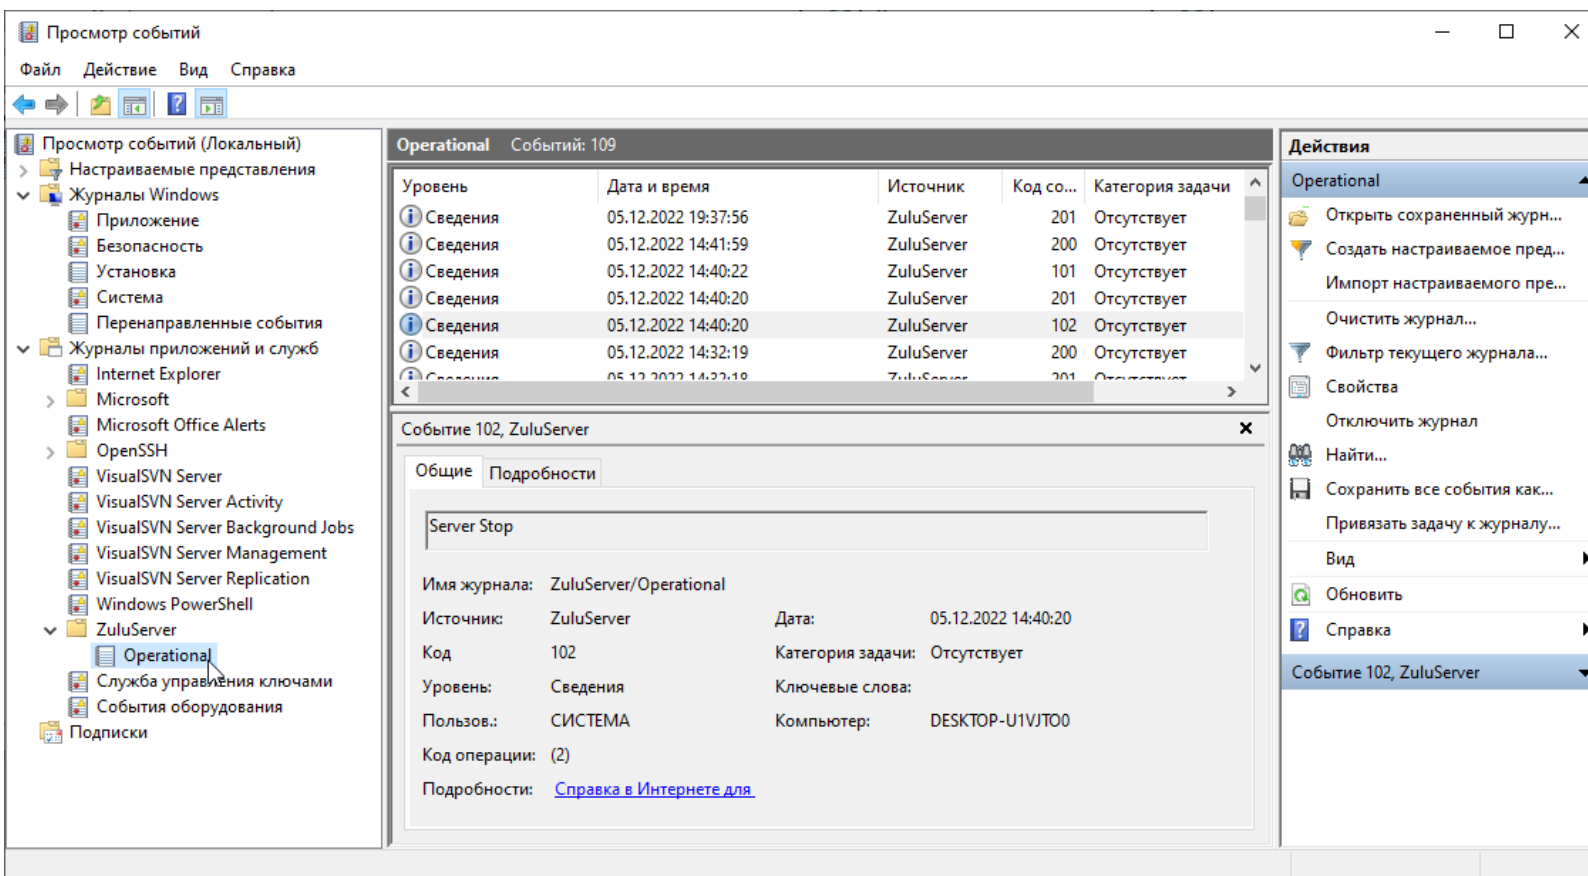 Просмотр событий
Файл Действие Вид Справка
Просмотр событий (Локальный)
Настраиваемые представления
Журналы Windows
Приложение
Безопасность
Установка
Система
Перенаправленные события
Журналы приложений и служб
Internet Explorer
Microsoft
Microsoft Office Alerts
OpenSSH
VisualSVN Server
VisualSVN Server Activity
VisualSVN Server Background Jobs
VisualSVN Server Management
VisualSVN Server Replication
Windows PowerShell
ZuluServer
Operational
Служба управления ключами
События оборудования
Подписки
Operational Событий: 109
Уровень Дата и время Источник Код со... Категория задачи
Сведения 05.12.2022 19:37:56 ZuluServer 201 Отсутствует
Сведения 05.12.2022 14:41:59 ZuluServer 200 Отсутствует
Сведения 05.12.2022 14:40:22 ZuluServer 101 Отсутствует
Сведения 05.12.2022 14:40:20 ZuluServer 201 Отсутствует
Сведения 05.12.2022 14:40:20 ZuluServer 102 Отсутствует
Сведения 05.12.2022 14:32:19 ZuluServer 200 Отсутствует
Сведения 05.12.2022 14:32:18 ZuluServer 201 Отсутствует
Событие 102, ZuluServer
Общие Подробности
Server Stop
Имя журнала: ZuluServer/Operational
Источник: ZuluServer Дата: 05.12.2022 14:40:20
Код 102 Категория задачи: Отсутствует
Уровень: Сведения Ключевые слова:
Пользов.: СИСТЕМА Компьютер: DESKTOP-U1VJTO0
Код операции: (2)
Подробности: Справка в Интернете для
Действия
Operational
Открыть сохраненный журн...
Создать настраиваемое пред...
Импорт настраиваемого пре...
Очистить журнал...
Фильтр текущего журнала...
Свойства
Отключить журнал
Найти...
Сохранить все события как...
Привязать задачу к журналу...
Вид
Обновить
Справка
Событие 102, ZuluServer